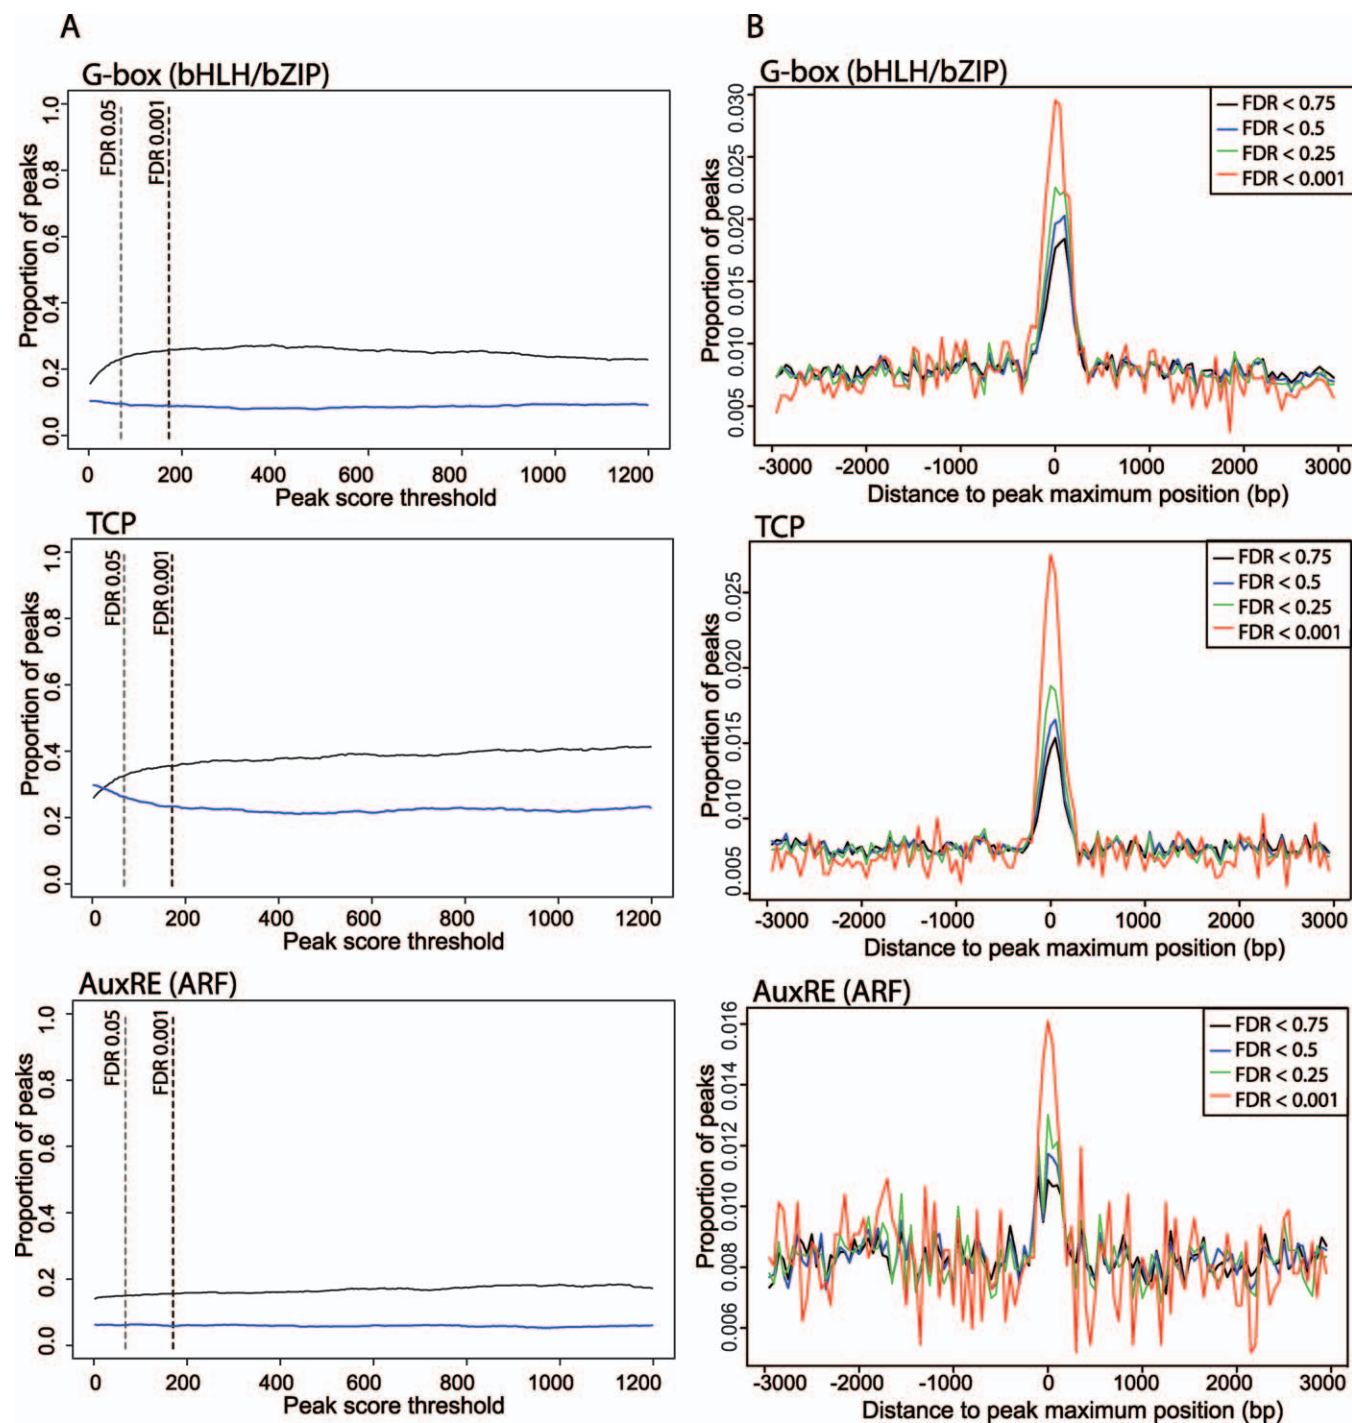 A
G-box (bHLH/bZIP)
Proportion of peaks
0.0 0.2 0.4 0.6 0.8 1.0
FDR 0.05
FDR 0.001
0 200 400 600 800 1000 1200
Peak score threshold
TCP
Proportion of peaks
0.0 0.2 0.4 0.6 0.8 1.0
FDR 0.05
FDR 0.001
0 200 400 600 800 1000 1200
Peak score threshold
AuxRE (ARF)
Proportion of peaks
0.0 0.2 0.4 0.6 0.8 1.0
FDR 0.05
FDR 0.001
0 200 400 600 800 1000 1200
Peak score threshold
B
G-box (bHLH/bZIP)
Proportion of peaks
0.005 0.010 0.015 0.020 0.025 0.030
FDR < 0.75
FDR < 0.5
FDR < 0.25
FDR < 0.001
-3000 -2000 -1000 0 1000 2000 3000
Distance to peak maximum position (bp)
TCP
Proportion of peaks
0.005 0.010 0.015 0.020 0.025
FDR < 0.75
FDR < 0.5
FDR < 0.25
FDR < 0.001
-3000 -2000 -1000 0 1000 2000 3000
Distance to peak maximum position (bp)
AuxRE (ARF)
Proportion of peaks
0.006 0.008 0.010 0.012 0.014 0.016
FDR < 0.75
FDR < 0.5
FDR < 0.25
FDR < 0.001
-3000 -2000 -1000 0 1000 2000 3000
Distance to peak maximum position (bp)